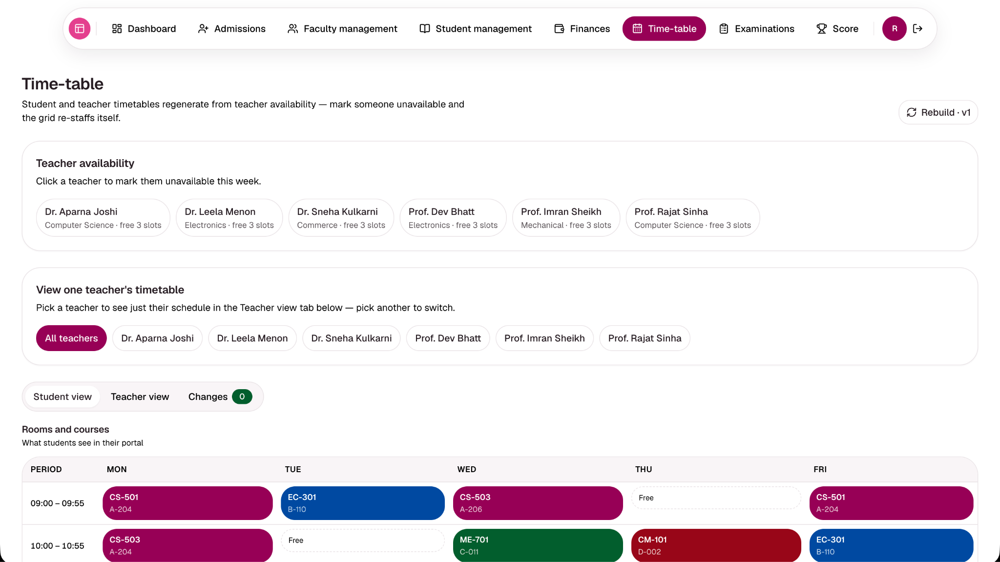 Dashboard
Admissions
Faculty management
Student management
Finances
Time-table
Examinations
Score
R
Time-table
Student and teacher timetables regenerate from teacher availability — mark someone unavailable and
the grid re-staffs itself.
Rebuild · v1
Teacher availability
Click a teacher to mark them unavailable this week.
Dr. Aparna Joshi
Computer Science · free 3 slots
Dr. Leela Menon
Electronics · free 3 slots
Dr. Sneha Kulkarni
Commerce · free 3 slots
Prof. Dev Bhatt
Electronics · free 3 slots
Prof. Imran Sheikh
Mechanical · free 3 slots
Prof. Rajat Sinha
Computer Science · free 3 slots
View one teacher's timetable
Pick a teacher to see just their schedule in the Teacher view tab below — pick another to switch.
All teachers
Dr. Aparna Joshi
Dr. Leela Menon
Dr. Sneha Kulkarni
Prof. Dev Bhatt
Prof. Imran Sheikh
Prof. Rajat Sinha
Student view
Teacher view
Changes 0
Rooms and courses
What students see in their portal
PERIOD MON TUE WED THU FRI
09:00 – 09:55
CS-501
A-204
EC-301
B-110
CS-503
A-206
Free
CS-501
A-204
10:00 – 10:55
CS-503
A-204
Free
ME-701
C-011
CM-101
D-002
EC-301
B-110